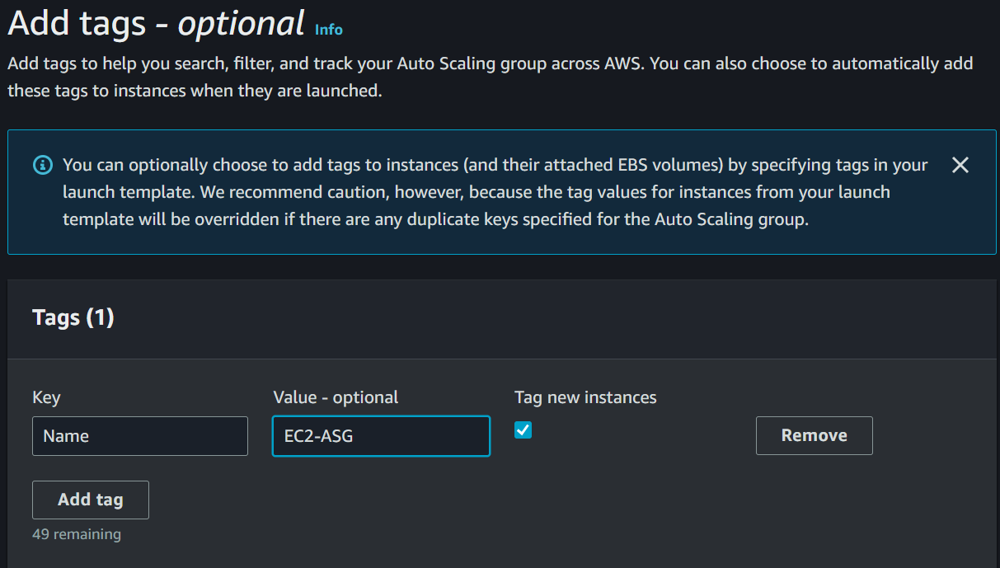 Add tags - optional Info
Add tags to help you search, filter, and track your Auto Scaling group across AWS. You can also choose to automatically add
these tags to instances when they are launched.
You can optionally choose to add tags to instances (and their attached EBS volumes) by specifying tags in your
launch template. We recommend caution, however, because the tag values for instances from your launch
template will be overridden if there are any duplicate keys specified for the Auto Scaling group.
Tags (1)
Key Value - optional Tag new instances
Name EC2-ASG Remove
Add tag
49 remaining